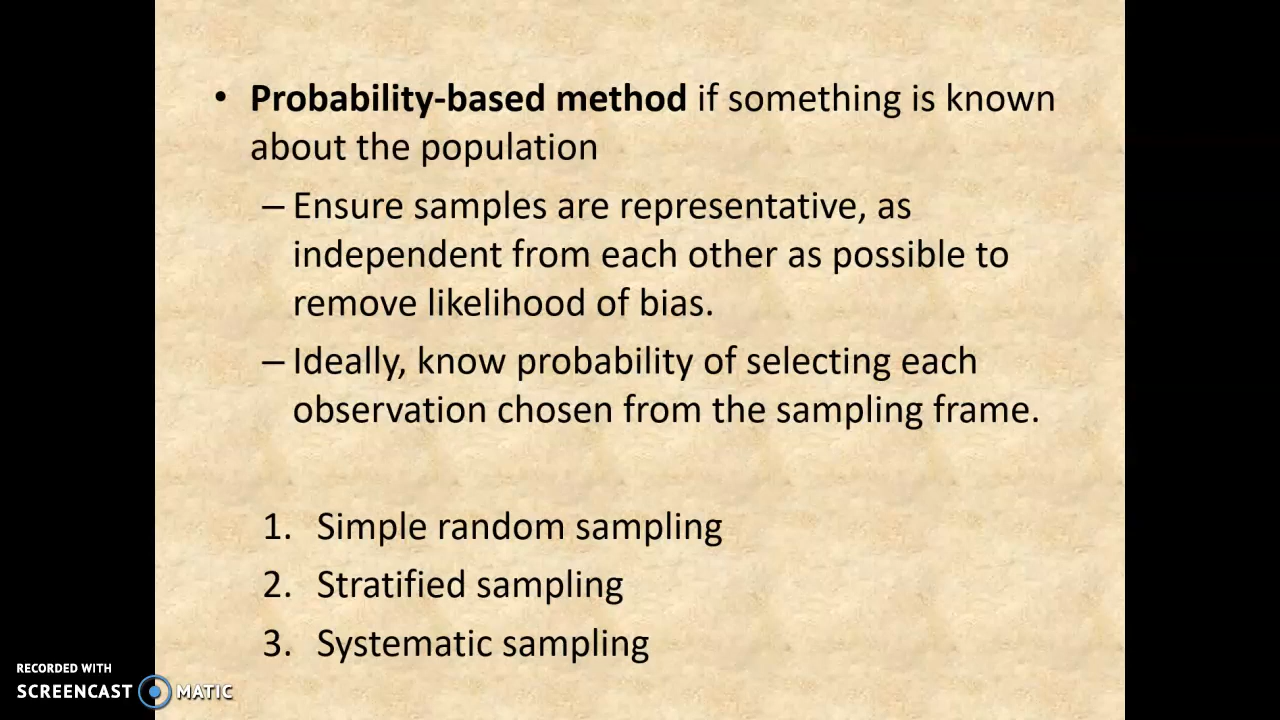 • Probability-based method if something is known
about the population
– Ensure samples are representative, as
independent from each other as possible to
remove likelihood of bias.
– Ideally, know probability of selecting each
observation chosen from the sampling frame.
1. Simple random sampling
2. Stratified sampling
3. Systematic sampling
RECORDED WITH
SCREENCAST MATIC